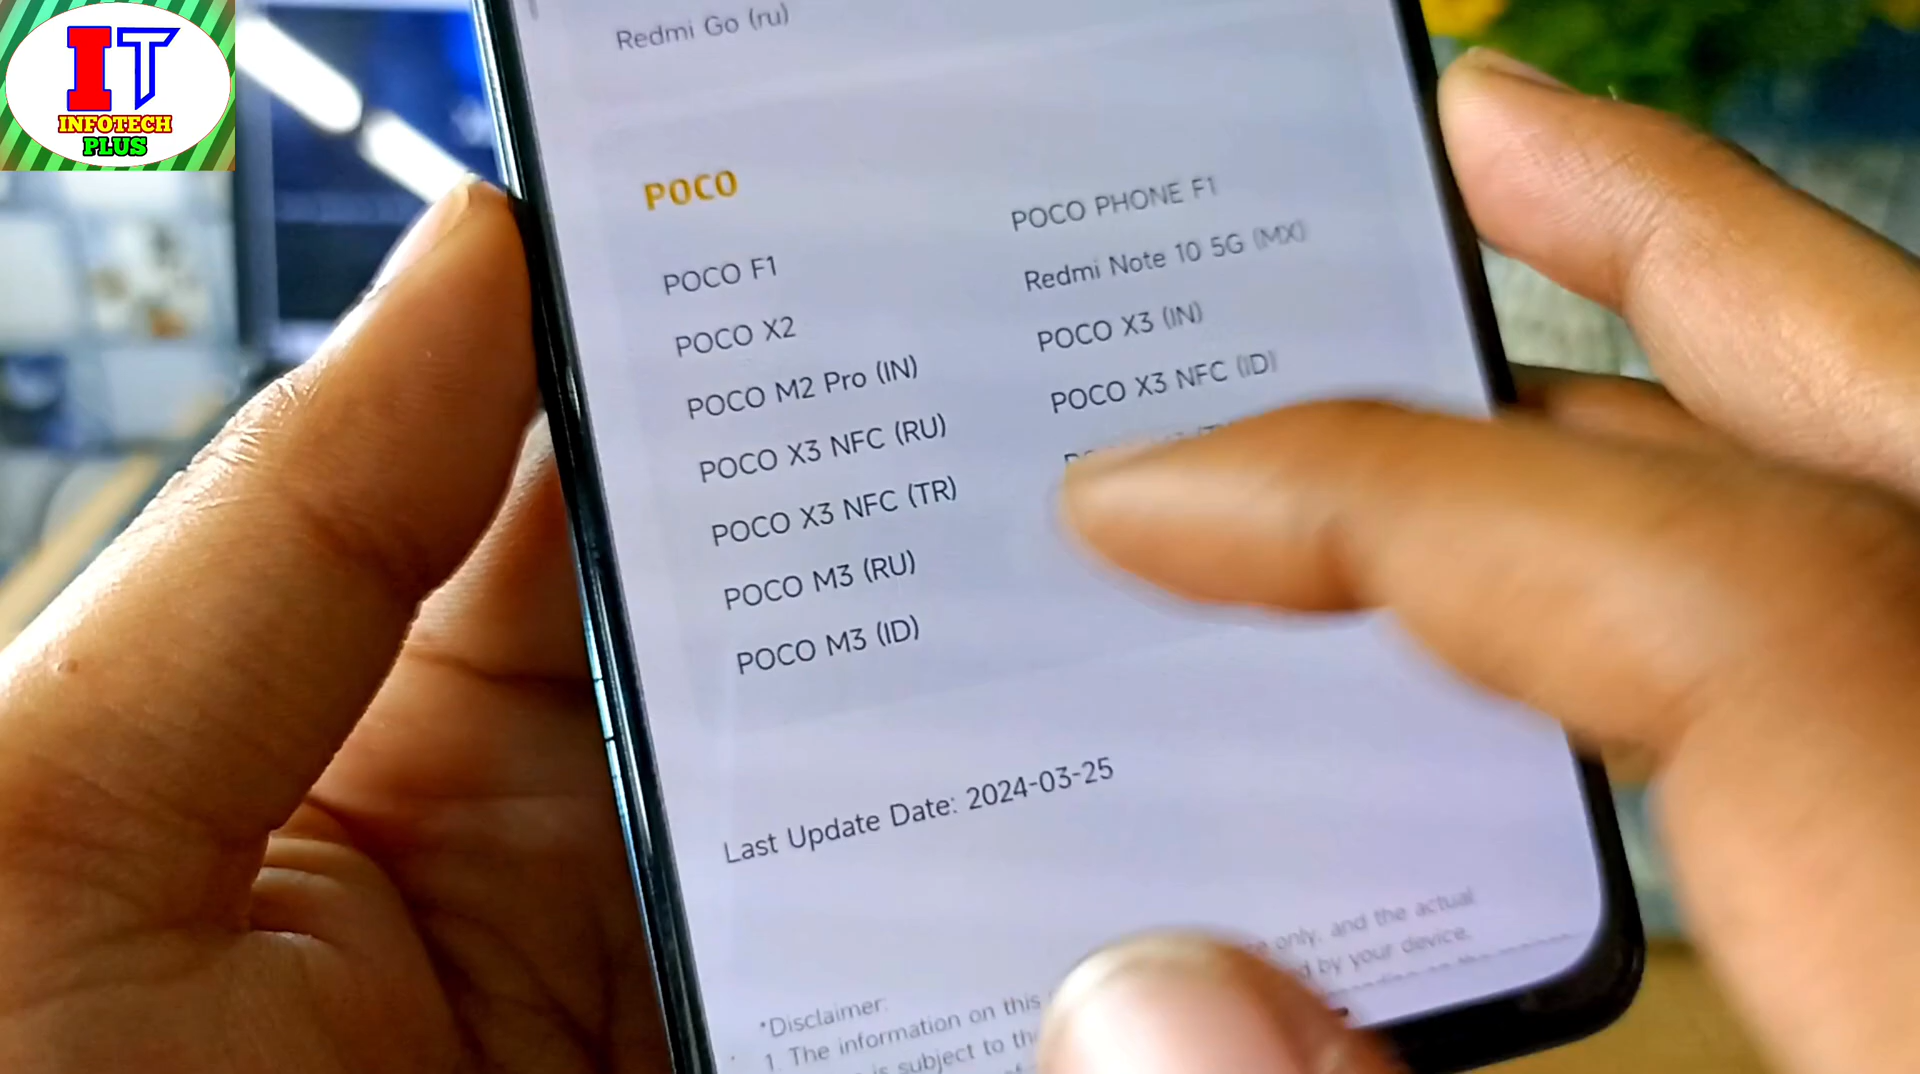 IT
INFOTECH
PLUS
Redmi Go (ru)
POCO
POCO F1
POCO PHONE F1
POCO X2
Redmi Note 10 5G (MX)
POCO M2 Pro (IN)
POCO X3 (IN)
POCO X3 NFC (RU)
POCO X3 NFC (ID)
POCO X3 NFC (TR)
POCO M3 (RU)
POCO M3 (ID)
Last Update Date: 2024-03-25
*Disclaimer:
1. The information on this only, and the actual
is subject to by your device.